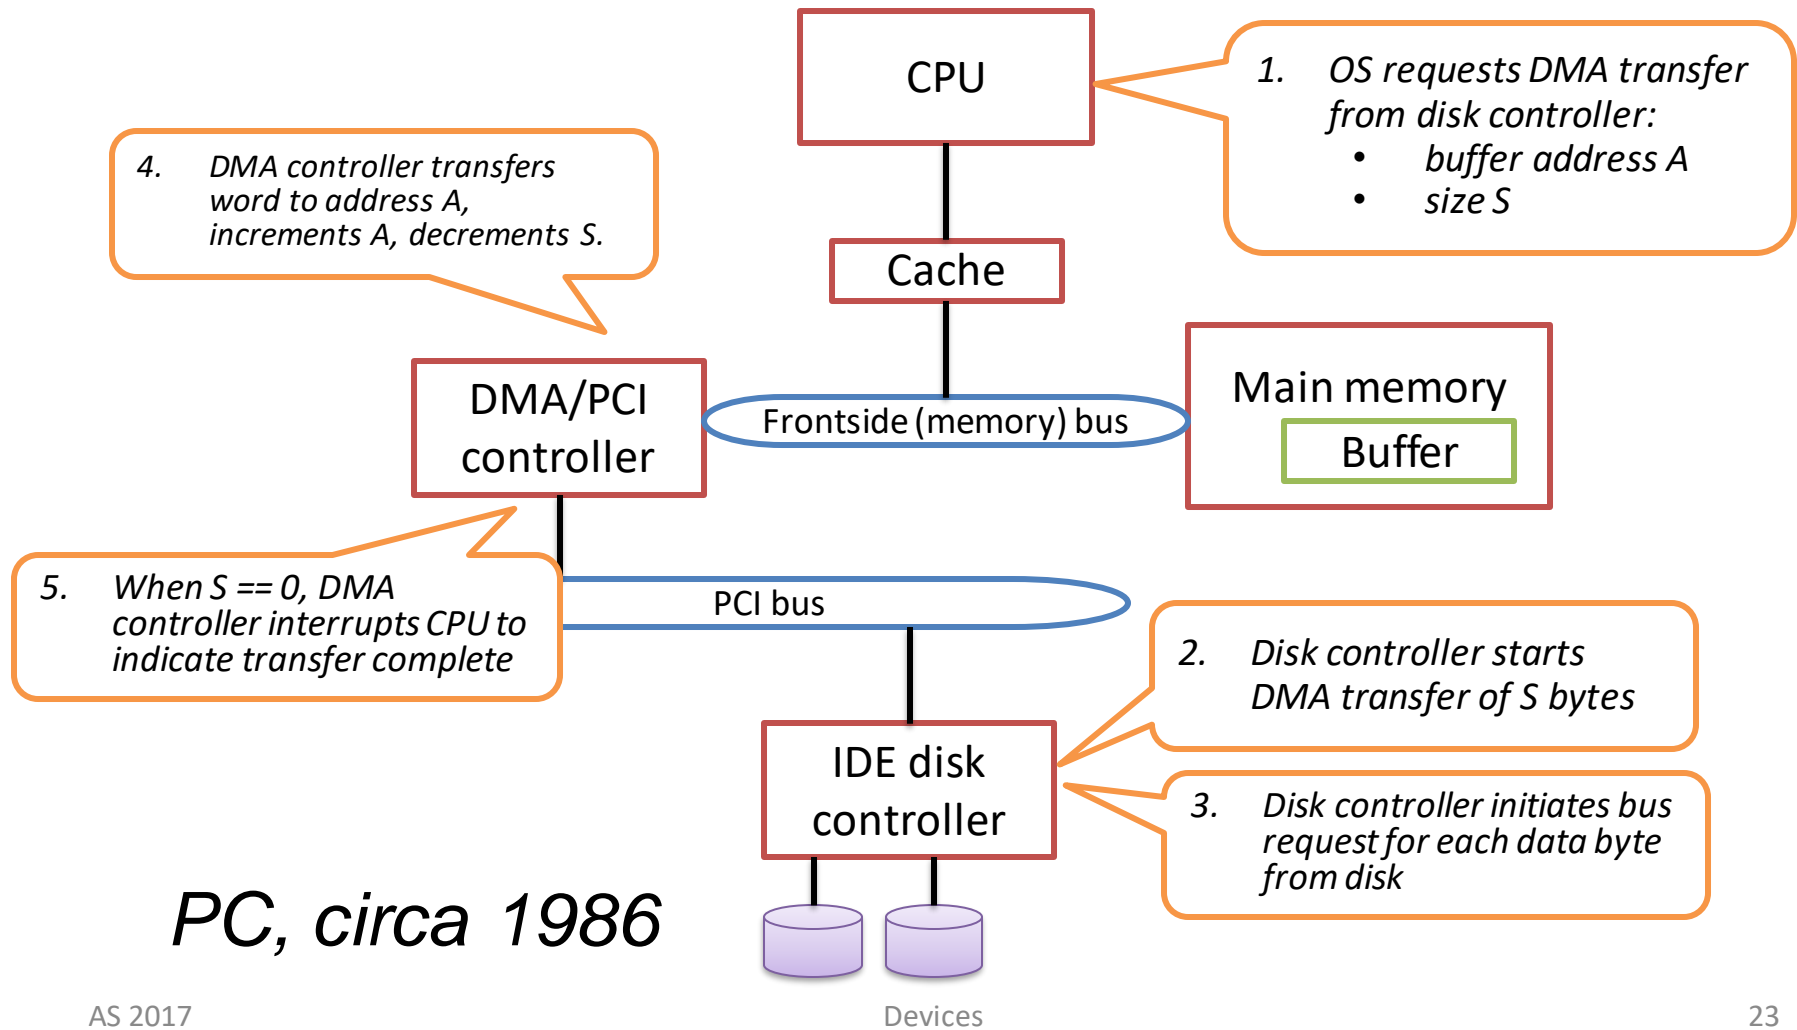 CPU
1. OS requests DMA transfer
from disk controller:
• buffer address A
• size S
4. DMA controller transfers
word to address A,
increments A, decrements S.
Cache
DMA/PCI
controller
Frontside (memory) bus
Main memory
Buffer
5. When S == 0, DMA
controller interrupts CPU to
indicate transfer complete
PCI bus
2. Disk controller starts
DMA transfer of S bytes
IDE disk
controller
3. Disk controller initiates bus
request for each data byte
from disk
PC, circa 1986
AS 2017
Devices
23